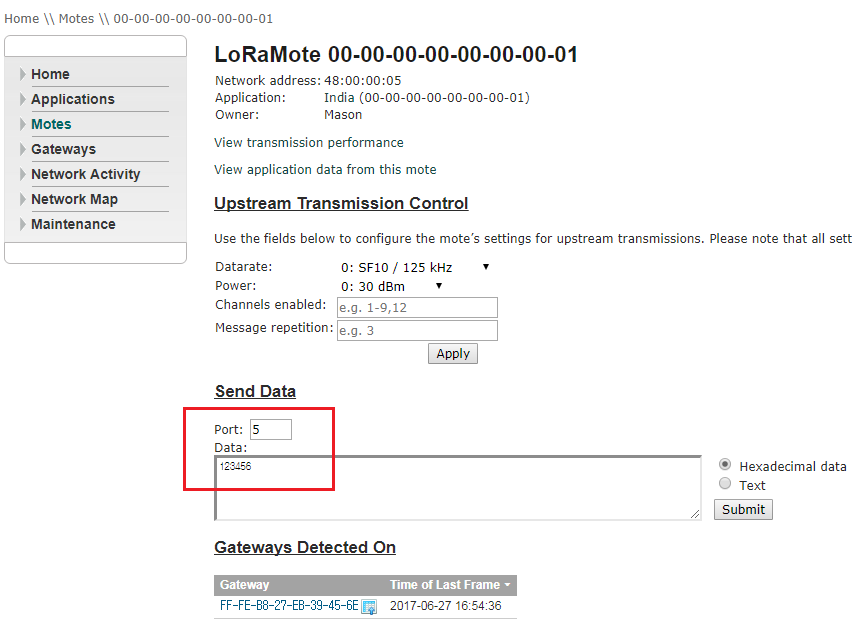 Home \\ Motes \\ 00-00-00-00-00-00-00-01
Home
Applications
Motes
Gateways
Network Activity
Network Map
Maintenance
LoRaMote 00-00-00-00-00-00-00-01
Network address: 48:00:00:05
Application: India (00-00-00-00-00-00-00-01)
Owner: Mason
View transmission performance
View application data from this mote
Upstream Transmission Control
Use the fields below to configure the mote´s settings for upstream transmissions. Please note that all sett
Datarate: 0: SF10 / 125 kHz
Power: 0: 30 dBm
Channels enabled: e.g. 1-9,12
Message repetition: e.g. 3
Apply
Send Data
Port: 5
Data:
123456
Hexadecimal data
Text
Submit
Gateways Detected On
Gateway Time of Last Frame
FF-FE-B8-27-EB-39-45-6E 2017-06-27 16:54:36